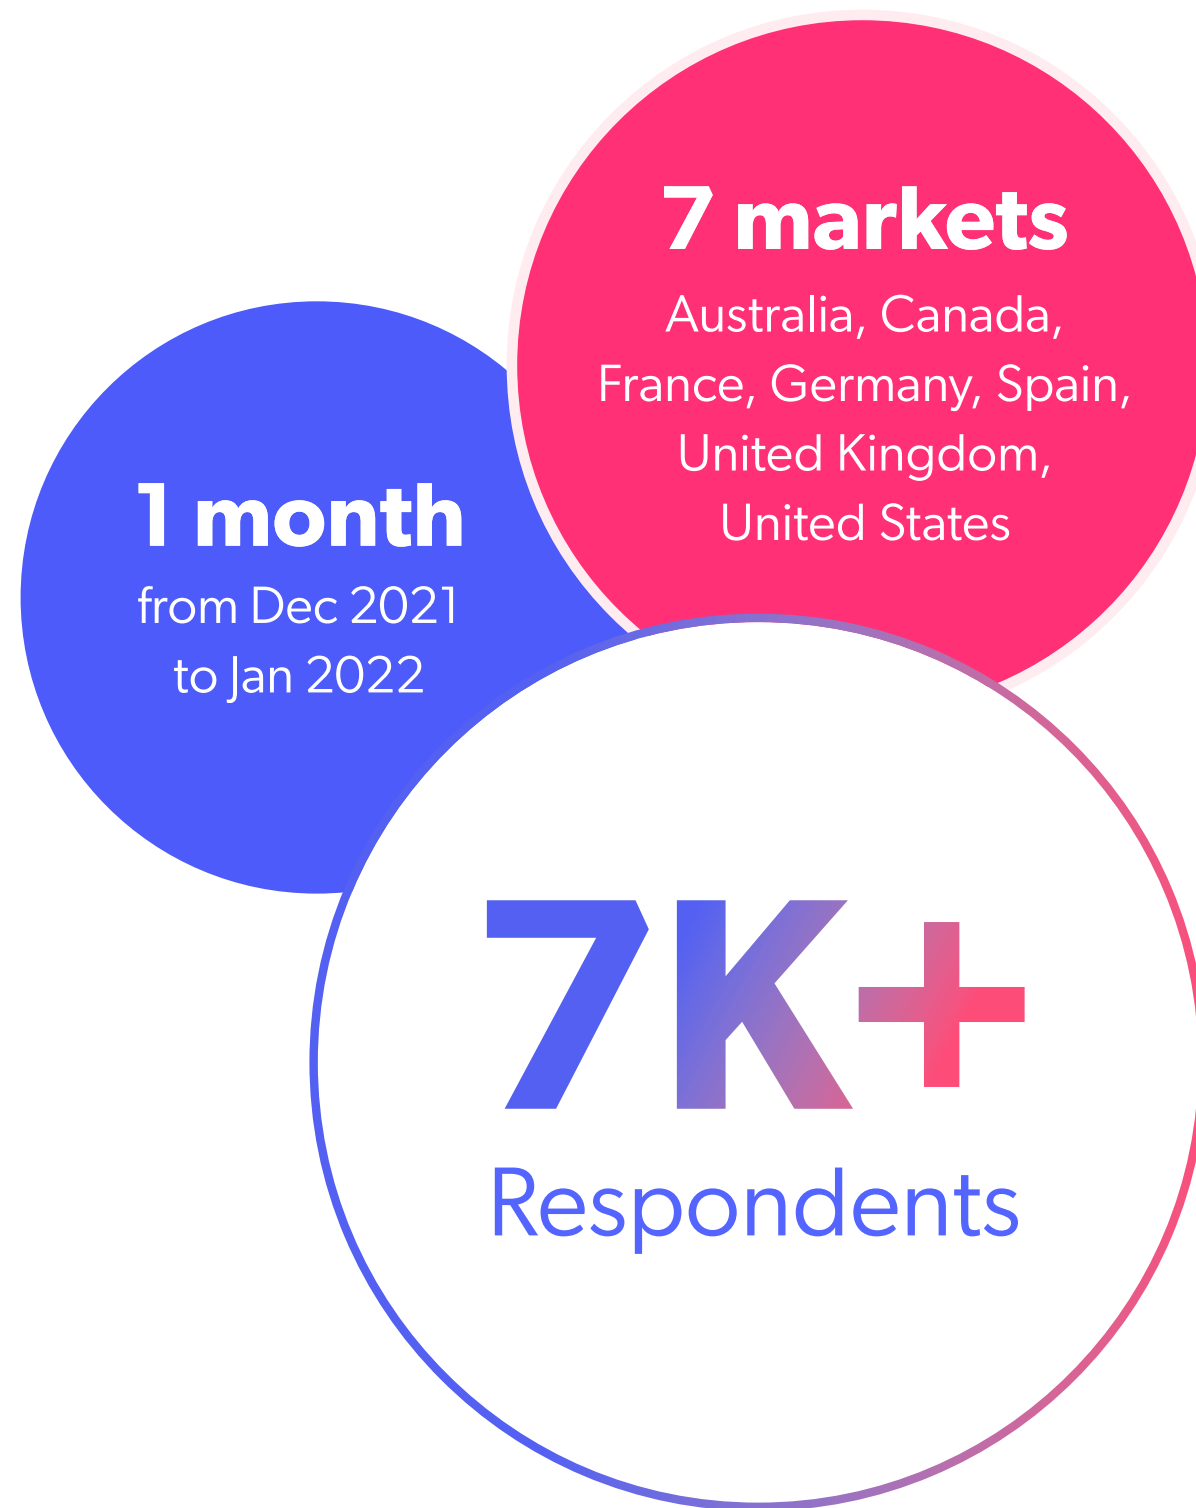 7 markets
Australia, Canada,
France, Germany, Spain,
United Kingdom,
United States
1 month
from Dec 2021
to Jan 2022
7K+
Respondents